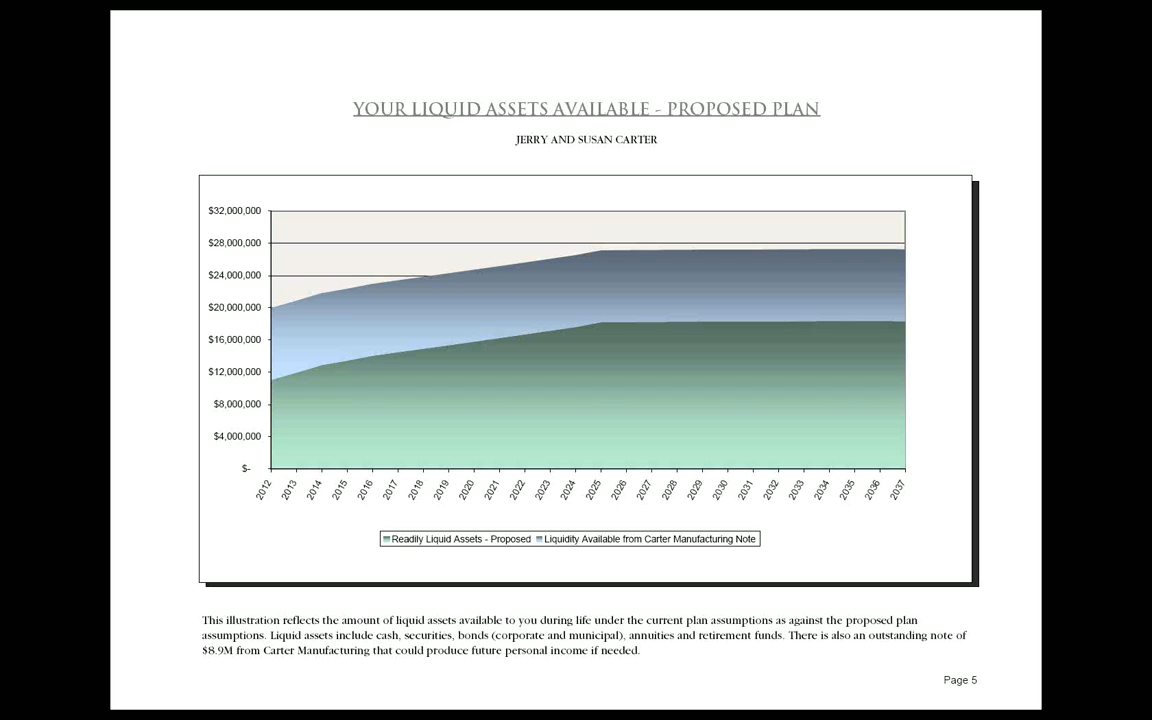 YOUR LIQUID ASSETS AVAILABLE - PROPOSED PLAN
JERRY AND SUSAN CARTER
$32,000,000
$28,000,000
$24,000,000
$20,000,000
$16,000,000
$12,000,000
$8,000,000
$4,000,000
$-
2012 2013 2014 2015 2016 2017 2018 2019 2020 2021 2022 2023 2024 2025 2026 2027 2028 2029 2030 2031 2032 2033 2034 2035 2036 2037
Readily Liquid Assets - Proposed Liquidity Available from Carter Manufacturing Note
This illustration reflects the amount of liquid assets available to you during life under the current plan assumptions as against the proposed plan
assumptions. Liquid assets include cash, securities, bonds (corporate and municipal), annuities and retirement funds. There is also an outstanding note of
$8.9M from Carter Manufacturing that could produce future personal income if needed.
Page 5